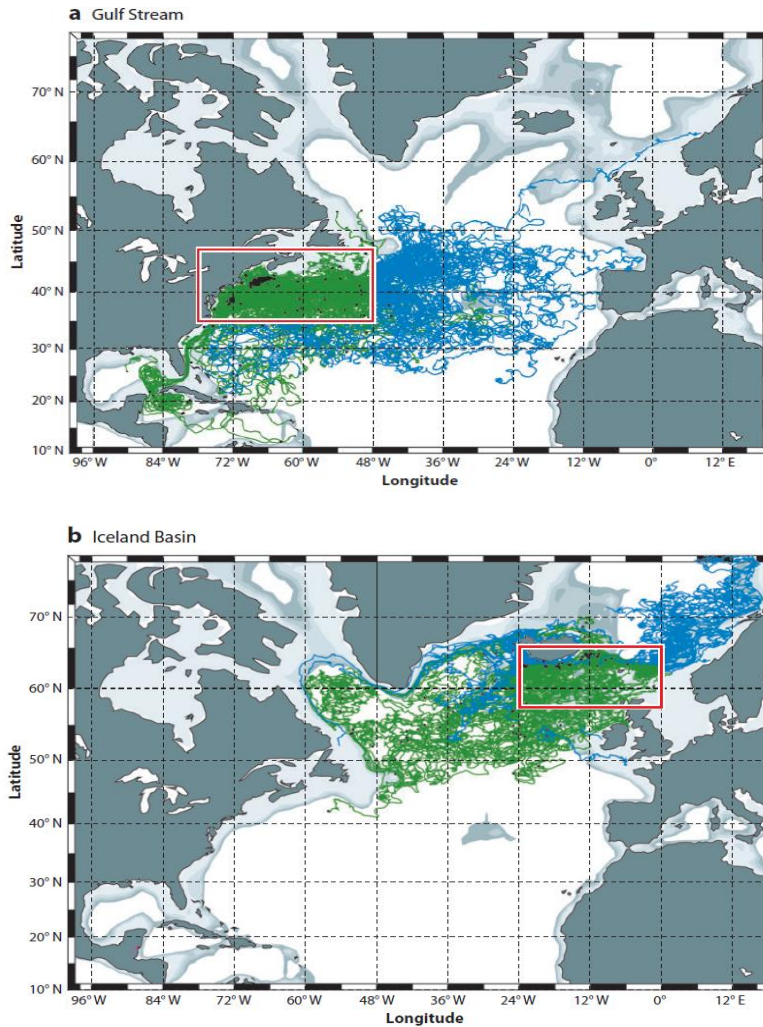 a Gulf Stream
70° N
60° N
50° N
40° N
30° N
20° N
10° N
Latitude
96° W 84° W 72° W 60° W 48° W 36° W 24° W 12° W 0° 12° E
Longitude
b Iceland Basin
70° N
60° N
50° N
40° N
30° N
20° N
10° N
Latitude
96° W 84° W 72° W 60° W 48° W 36° W 24° W 12° W 0° 12° E
Longitude